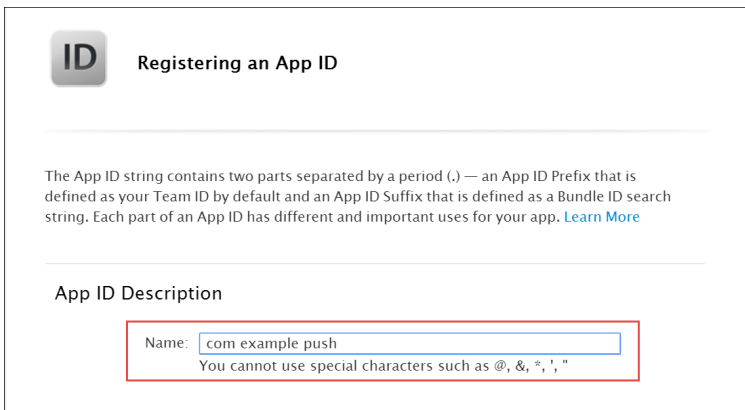 ID
Registering an App ID
The App ID string contains two parts separated by a period (.) — an App ID Prefix that is
defined as your Team ID by default and an App ID Suffix that is defined as a Bundle ID search
string. Each part of an App ID has different and important uses for your app. Learn More
App ID Description
Name: com example push
You cannot use special characters such as @, &, *, ', "